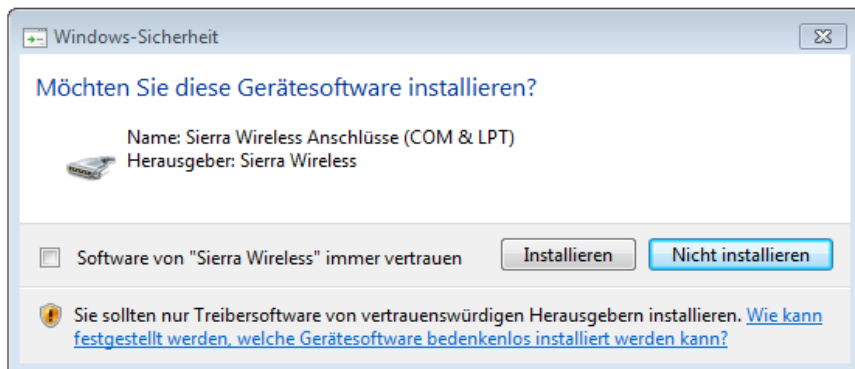 Windows-Sicherheit
Möchten Sie diese Gerätesoftware installieren?
Name: Sierra Wireless Anschlüsse (COM & LPT)
Herausgeber: Sierra Wireless
Software von "Sierra Wireless" immer vertrauen
Installieren
Nicht installieren
Sie sollten nur Treibersoftware von vertrauenswürdigen Herausgebern installieren. Wie kann
festgestellt werden, welche Gerätesoftware bedenkenlos installiert werden kann?